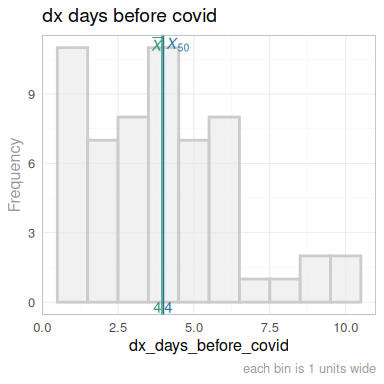 dx days before covid
X̅ X50
Frequency
9
6
3
0
4 4
0.0 2.5 5.0 7.5 10.0
dx_days_before_covid
each bin is 1 units wide